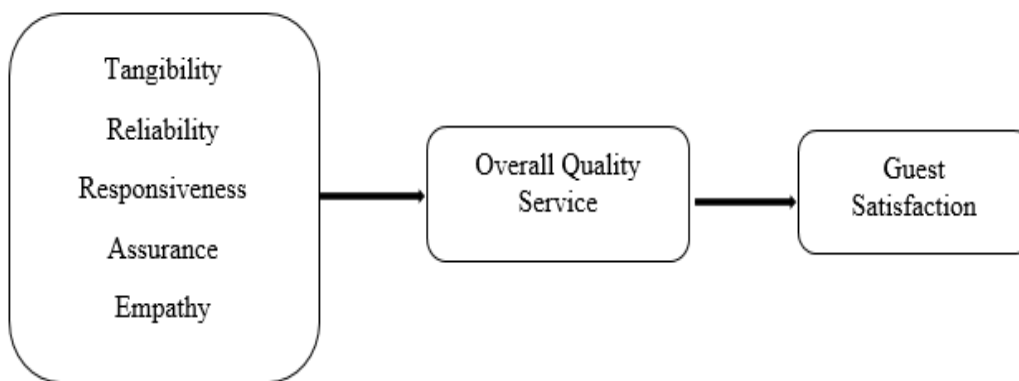 Tangibility
Reliability
Responsiveness
Assurance
Empathy
Overall Quality
Service
Guest
Satisfaction